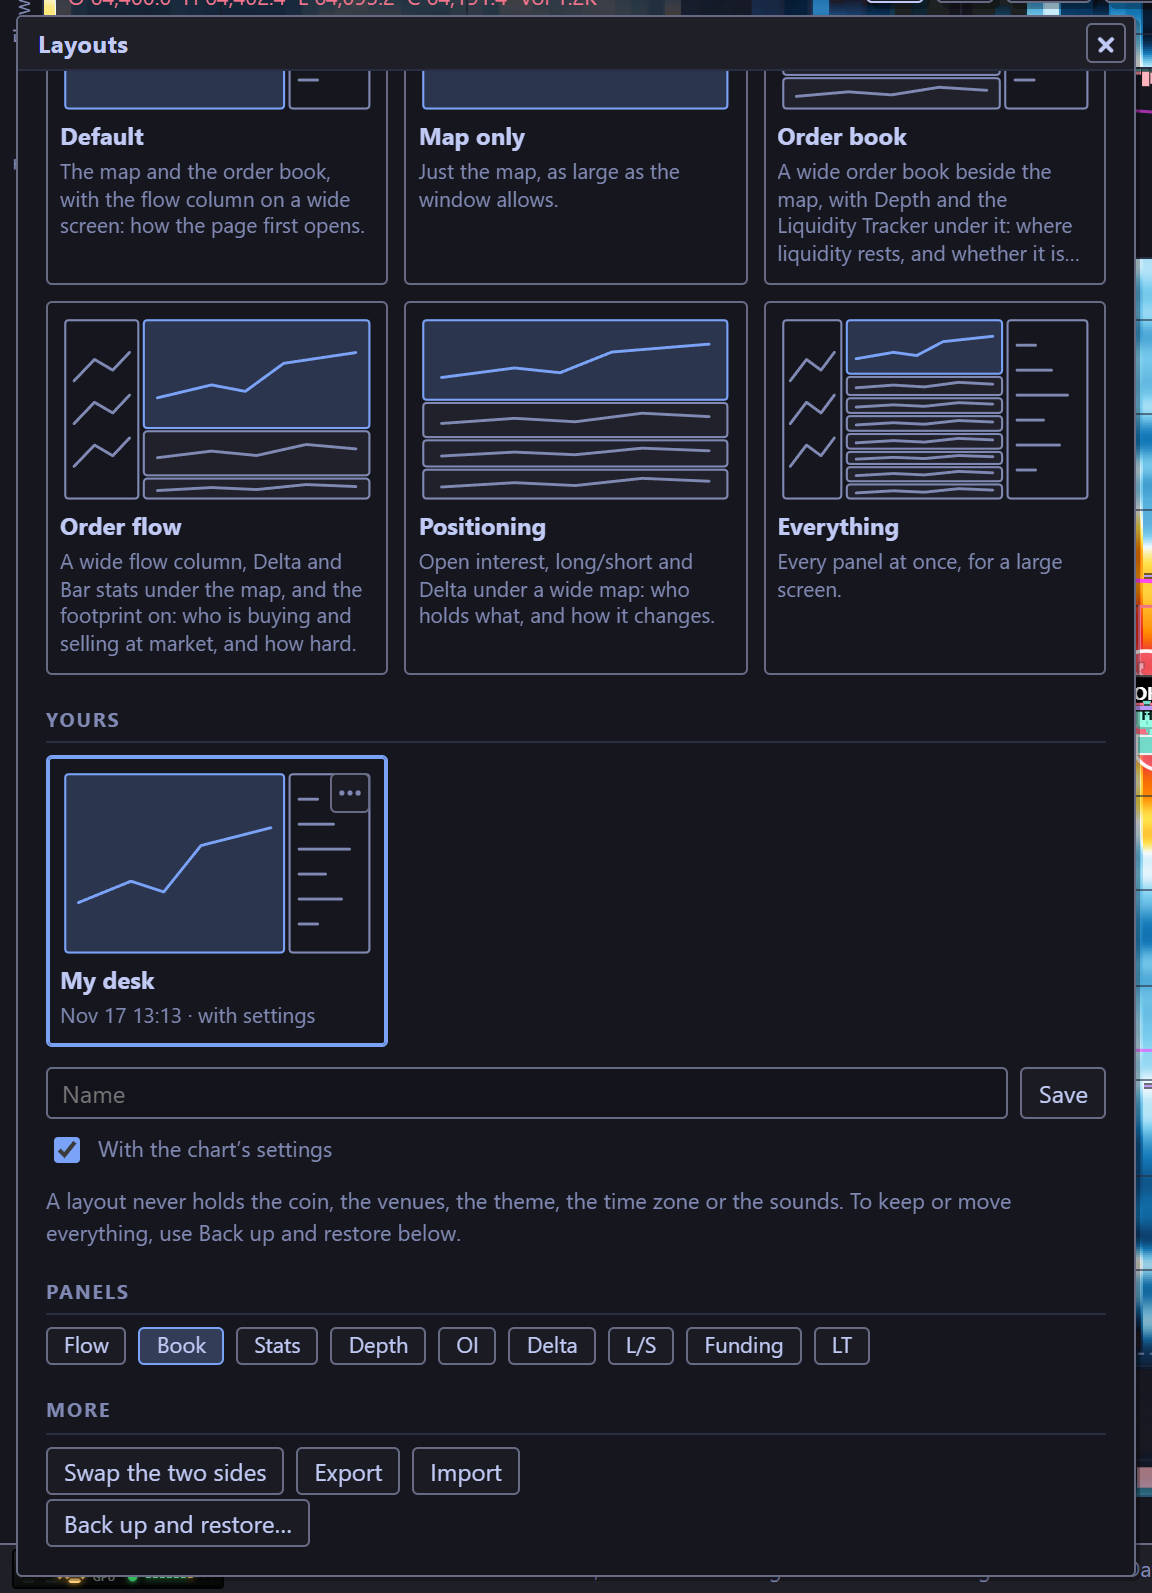 Layouts
Default
The map and the order book,
with the flow column on a wide
screen: how the page first opens.
Map only
Just the map, as large as the
window allows.
Order book
A wide order book beside the
map, with Depth and the
Liquidity Tracker under it: where
liquidity rests, and whether it is…
Order flow
A wide flow column, Delta and
Bar stats under the map, and the
footprint on: who is buying and
selling at market, and how hard.
Positioning
Open interest, long/short and
Delta under a wide map: who
holds what, and how it changes.
Everything
Every panel at once, for a large
screen.
YOURS
My desk
Nov 17 13:13 · with settings
Name
Save
With the chart’s settings
A layout never holds the coin, the venues, the theme, the time zone or the sounds. To keep or move
everything, use Back up and restore below.
PANELS
Flow Book Stats Depth OI Delta L/S Funding LT
MORE
Swap the two sides Export Import
Back up and restore…